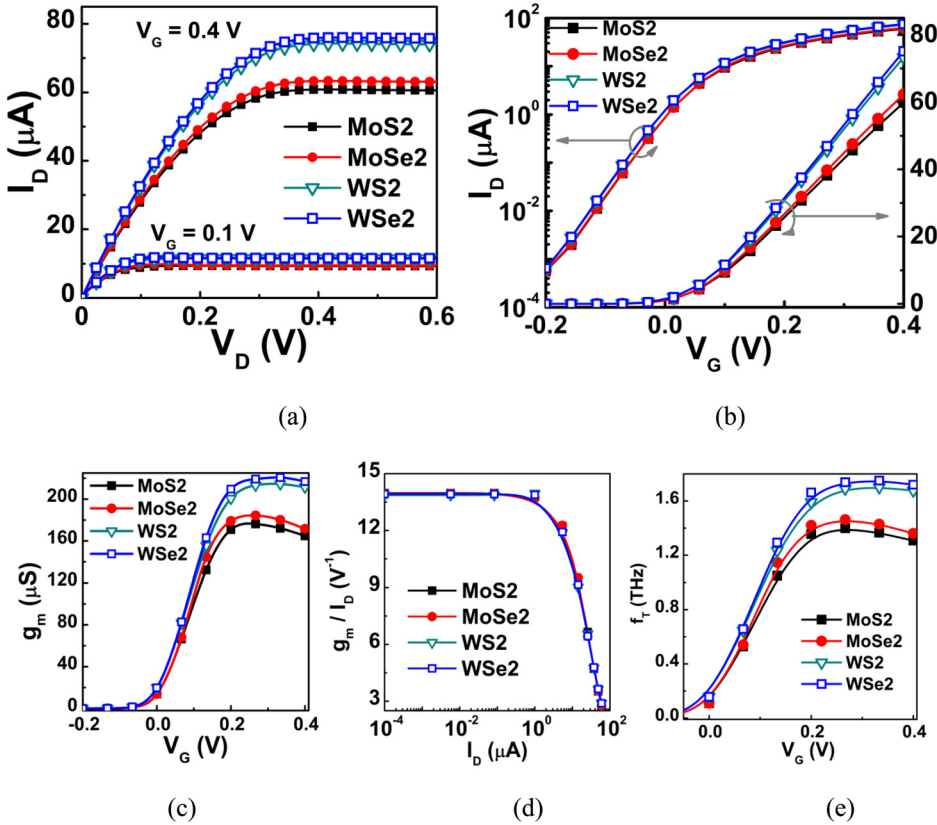 80
60
40
20
0
0.0
0.2
0.4
0.6
I_D (μA)
V_D (V)
V_G = 0.4 V
V_G = 0.1 V
MoS2
MoSe2
WS2
WSe2
(a)
10^2
10^0
10^-2
10^-4
I_D (μA)
-0.2
0.0
0.2
0.4
V_G (V)
80
60
40
20
0
MoS2
MoSe2
WS2
WSe2
(b)
200
160
120
80
40
0
g_m (μS)
-0.2
0.0
0.2
0.4
V_G (V)
MoS2
MoSe2
WS2
WSe2
(c)
15
12
9
6
3
g_m / I_D (V^-1)
10^-4
10^-2
10^0
10^2
I_D (μA)
MoS2
MoSe2
WS2
WSe2
(d)
1.6
1.2
0.8
0.4
0.0
f_T (THz)
0.0
0.2
0.4
V_G (V)
MoS2
MoSe2
WS2
WSe2
(e)